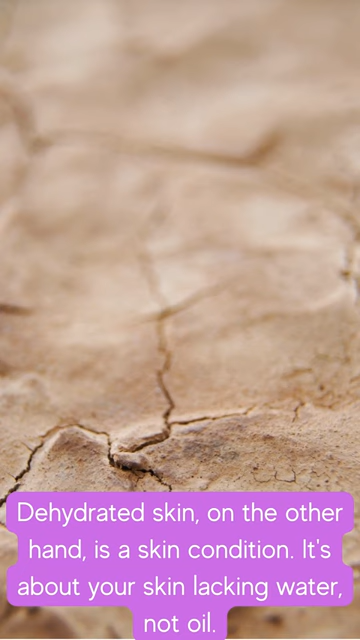 Dehydrated skin, on the other
hand, is a skin condition. It's
about your skin lacking water,
not oil.